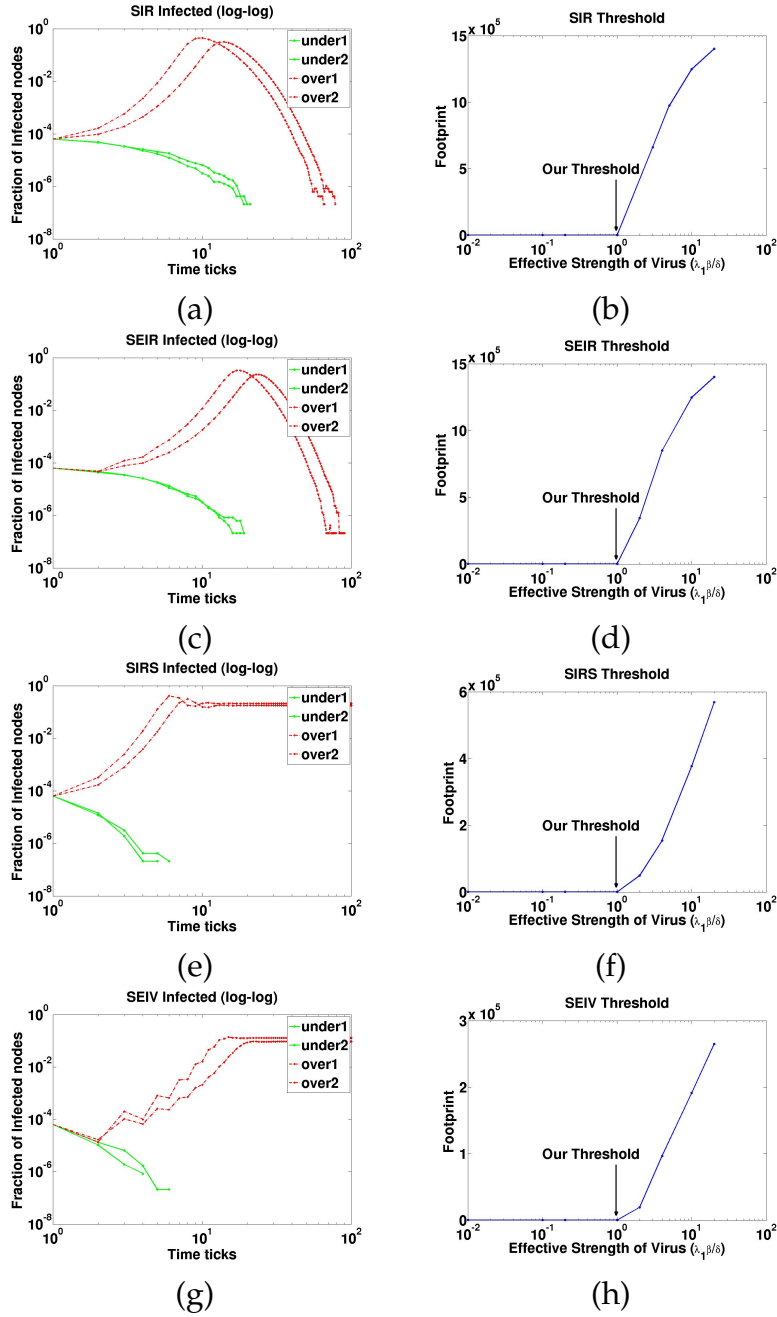 SIR Infected (log-log)
10^0
10^-2
10^-4
10^-6
10^-8
Fraction of Infected nodes
under1
under2
over1
over2
10^0
10^1
10^2
Time ticks
(a)
SIR Threshold
15 x 10^5
10
5
0
Footprint
Our Threshold
10^-2
10^-1
10^0
10^1
10^2
Effective Strength of Virus (λ_1β/δ)
(b)
SEIR Infected (log-log)
10^0
10^-2
10^-4
10^-6
10^-8
Fraction of Infected nodes
under1
under2
over1
over2
10^0
10^1
10^2
Time ticks
(c)
SEIR Threshold
15 x 10^5
10
5
0
Footprint
Our Threshold
10^-2
10^-1
10^0
10^1
10^2
Effective Strength of Virus (λ_1β/δ)
(d)
SIRS Infected (log-log)
10^0
10^-2
10^-4
10^-6
10^-8
Fraction of Infected nodes
under1
under2
over1
over2
10^0
10^1
10^2
Time ticks
(e)
SIRS Threshold
6 x 10^5
4
2
0
Footprint
Our Threshold
10^-2
10^-1
10^0
10^1
10^2
Effective Strength of Virus (λ_1β/δ)
(f)
SEIV Infected (log-log)
10^0
10^-2
10^-4
10^-6
10^-8
Fraction of Infected nodes
under1
under2
over1
over2
10^0
10^1
10^2
Time ticks
(g)
SEIV Threshold
3 x 10^5
2
1
0
Footprint
Our Threshold
10^-2
10^-1
10^0
10^1
10^2
Effective Strength of Virus (λ_1β/δ)
(h)